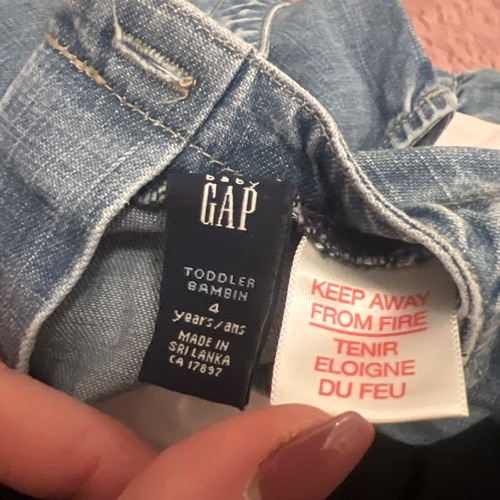 baby
GAP
TODDLER
BAMBIN
4
years/ans
MADE IN
SRI LANKA
CA 17897
KEEP AWAY
FROM FIRE
TENIR
ELOIGNE
DU FEU